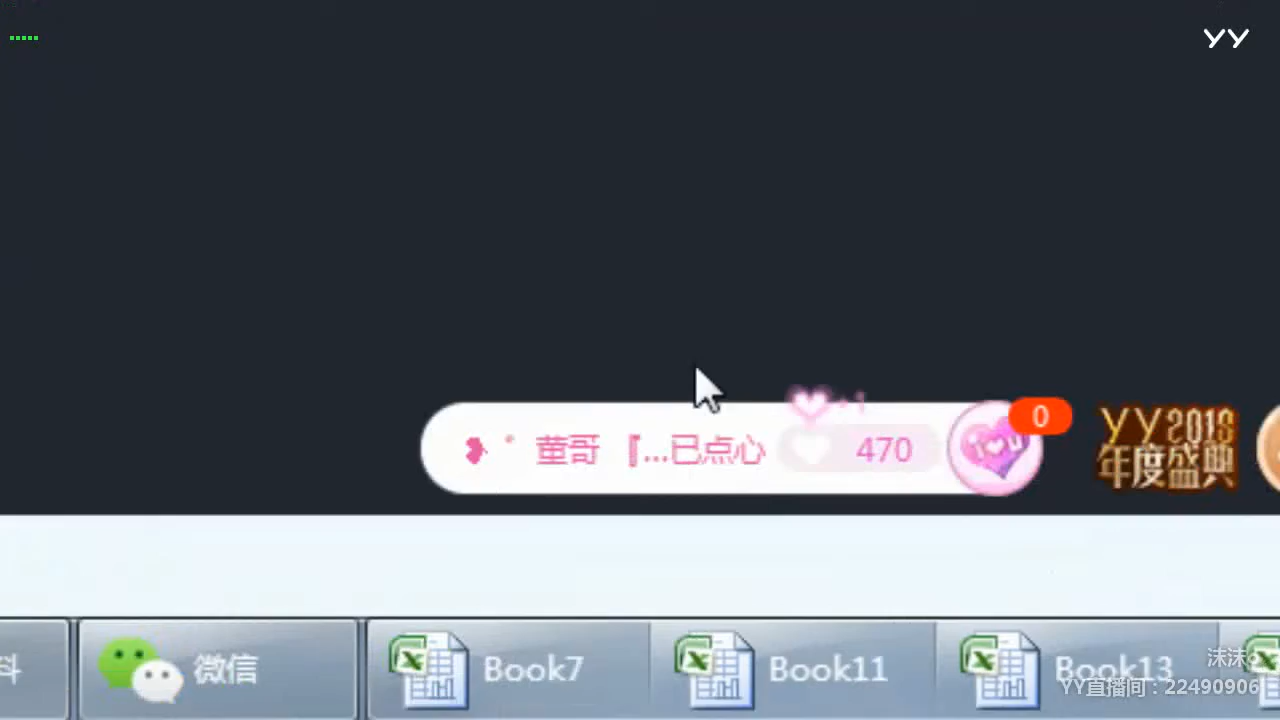 YY
+1
董哥『...已点心 470
0
YY2018
年度盛典
料
微信
Book7
Book11
Book13
沫沫
YY直播间：22490906